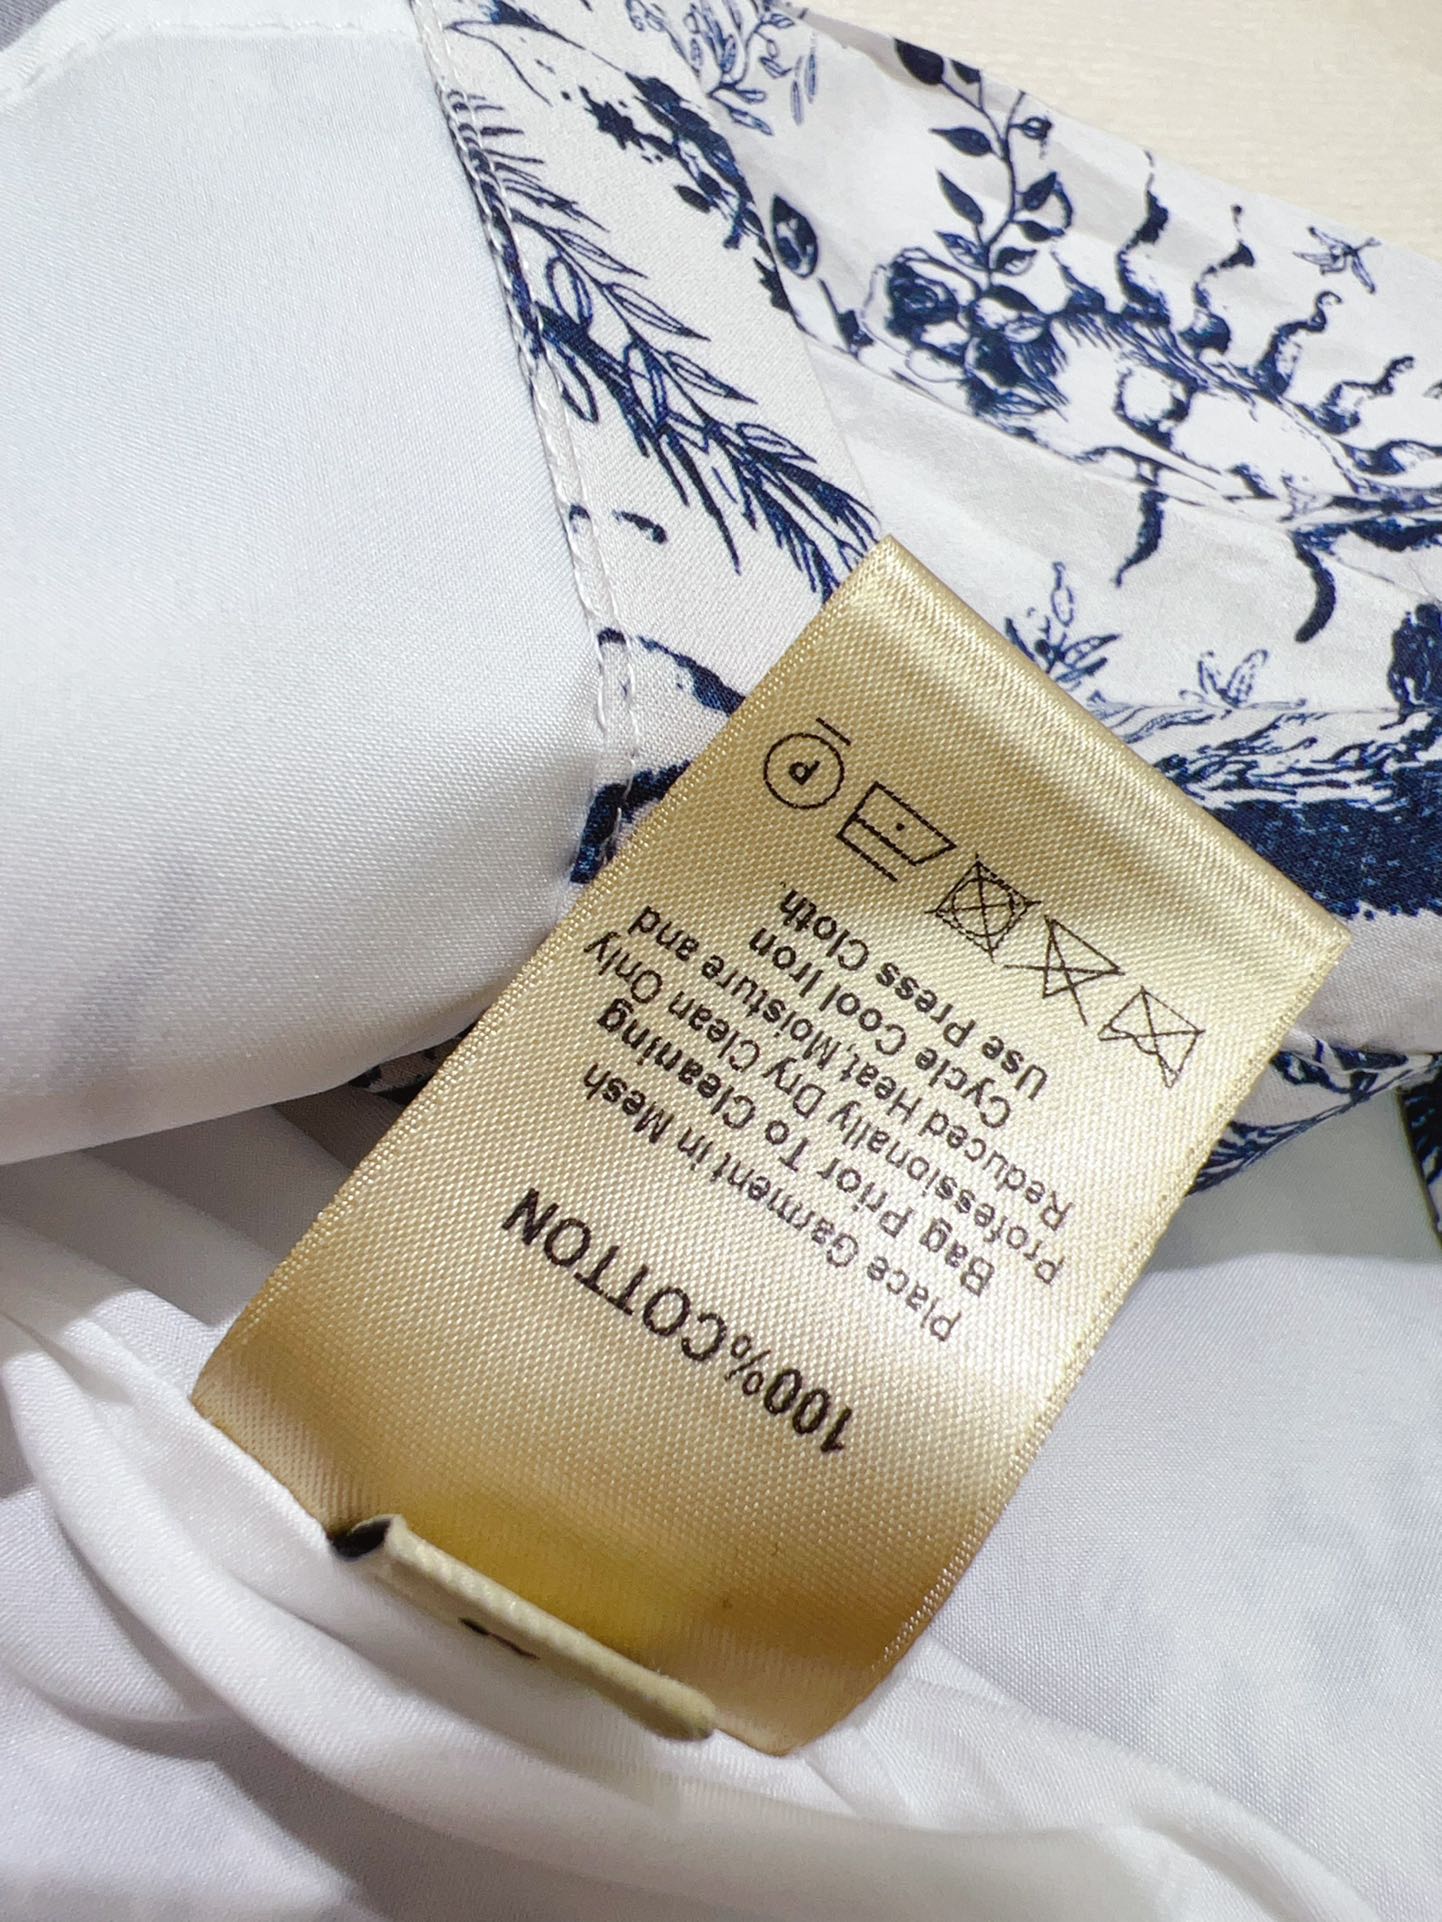 100%COTTON
Place Garment in Mesh
Bag Prior To Cleaning
Professionally Dry Clean Only
Reduced Heat,Moisture and
Cycle Cool Iron
Use Press Cloth.
P